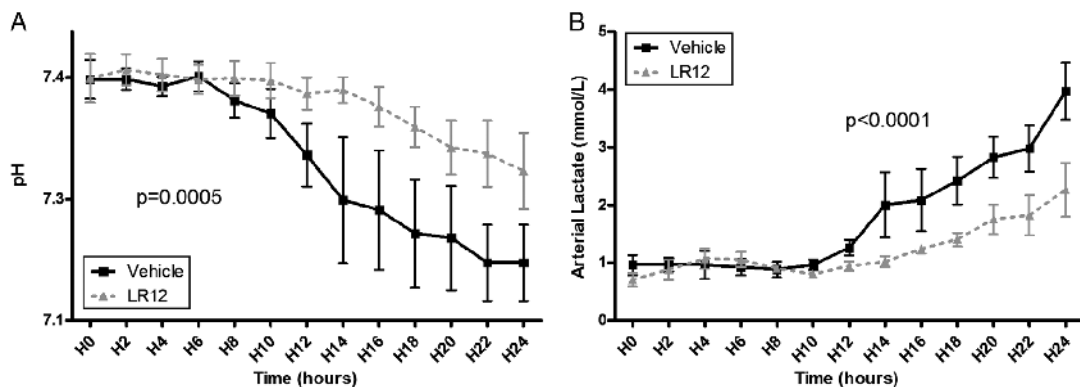 A
7.4
7.3
7.1
pH
p=0.0005
Vehicle
LR12
H0 H2 H4 H6 H8 H10 H12 H14 H16 H18 H20 H22 H24
Time (hours)
B
5
4
3
2
1
0
Arterial Lactate (mmol/L)
Vehicle
LR12
p<0.0001
H0 H2 H4 H6 H8 H10 H12 H14 H16 H18 H20 H22 H24
Time (hours)